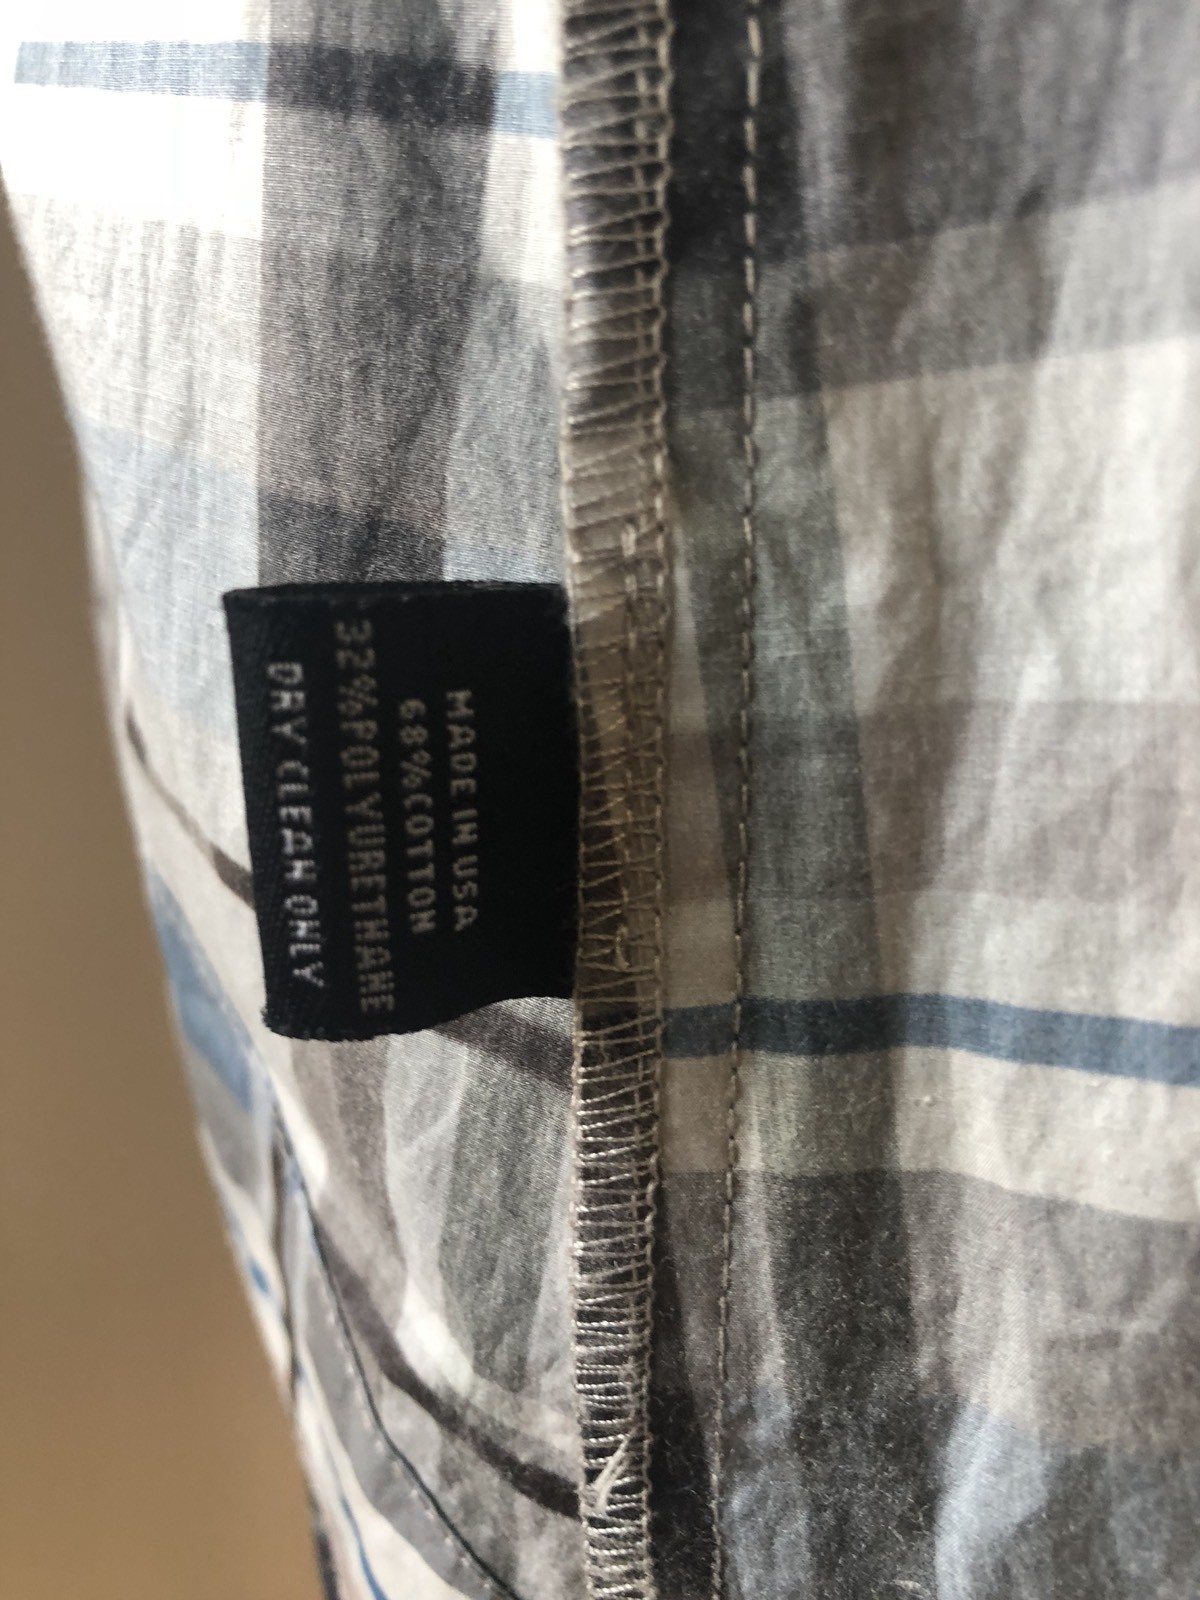 MADE IN USA
68%COTTON
32%POLYURETHANE
DRY CLEAN ONLY